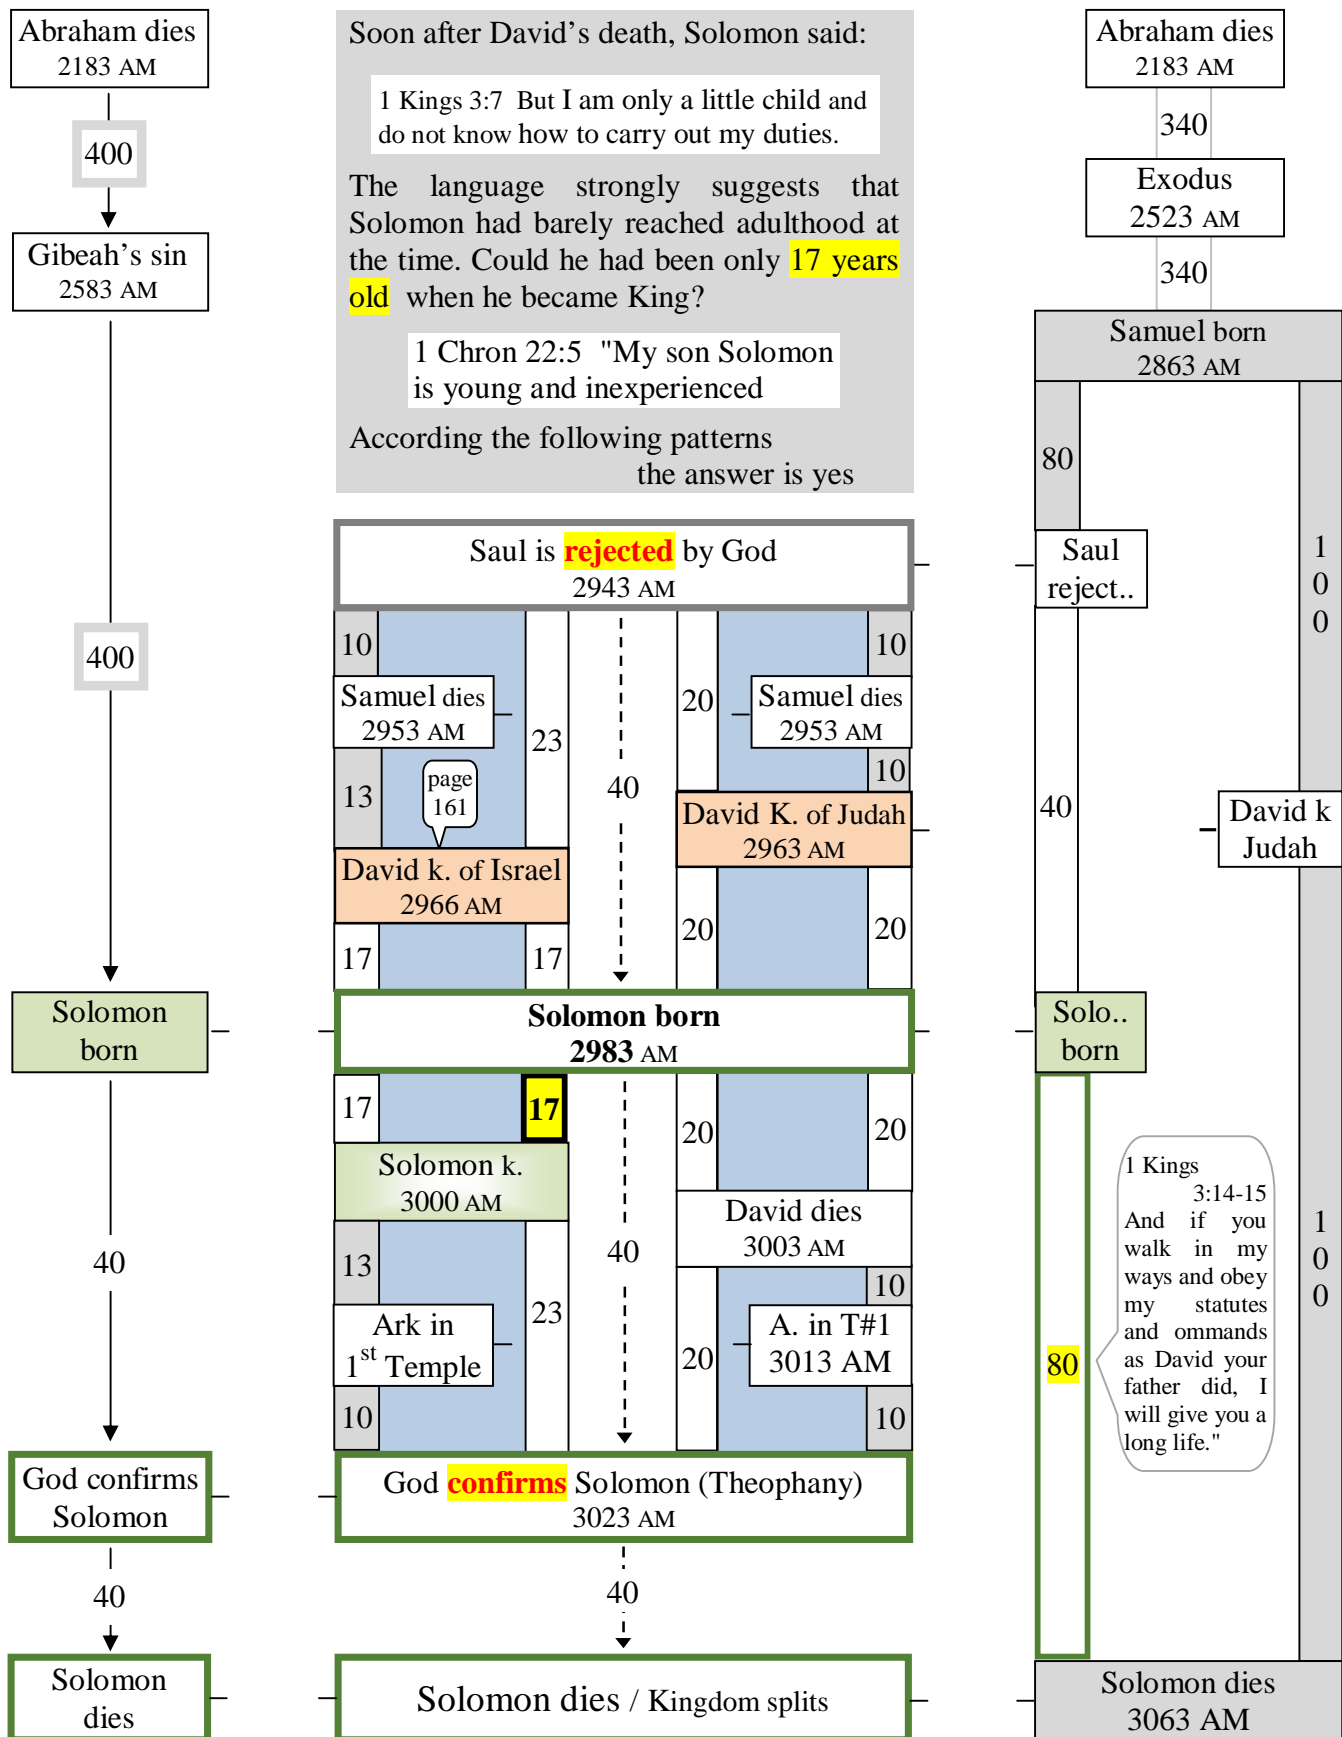 Abraham dies
2183 AM
400
Gibeah’s sin
2583 AM
400
Solomon
born
40
God confirms
Solomon
40
Solomon
dies
Soon after David’s death, Solomon said:
1 Kings 3:7 But I am only a little child and
do not know how to carry out my duties.
The language strongly suggests that
Solomon had barely reached adulthood at
the time. Could he had been only 17 years
old when he became King?
1 Chron 22:5 "My son Solomon
is young and inexperienced
According the following patterns
the answer is yes
Saul is rejected by God
2943 AM
10
Samuel dies
2953 AM
13
page
161
David k. of Israel
2966 AM
17
23
17
40
20
10
Samuel dies
2953 AM
10
David K. of Judah
2963 AM
20
20
Solomon born
2983 AM
17
17
Solomon k.
3000 AM
13
Ark in
1st Temple
10
23
40
20
20
David dies
3003 AM
20
10
A. in T#1
3013 AM
10
God confirms Solomon (Theophany)
3023 AM
40
Solomon dies / Kingdom splits
Abraham dies
2183 AM
340
Exodus
2523 AM
340
Samuel born
2863 AM
80
Saul
reject..
40
100
David k
Judah
Solo..
born
80
1 Kings
3:14-15
And if you
walk in my
ways and obey
my statutes
and ommands
as David your
father did, I
will give you a
long life."
100
Solomon dies
3063 AM